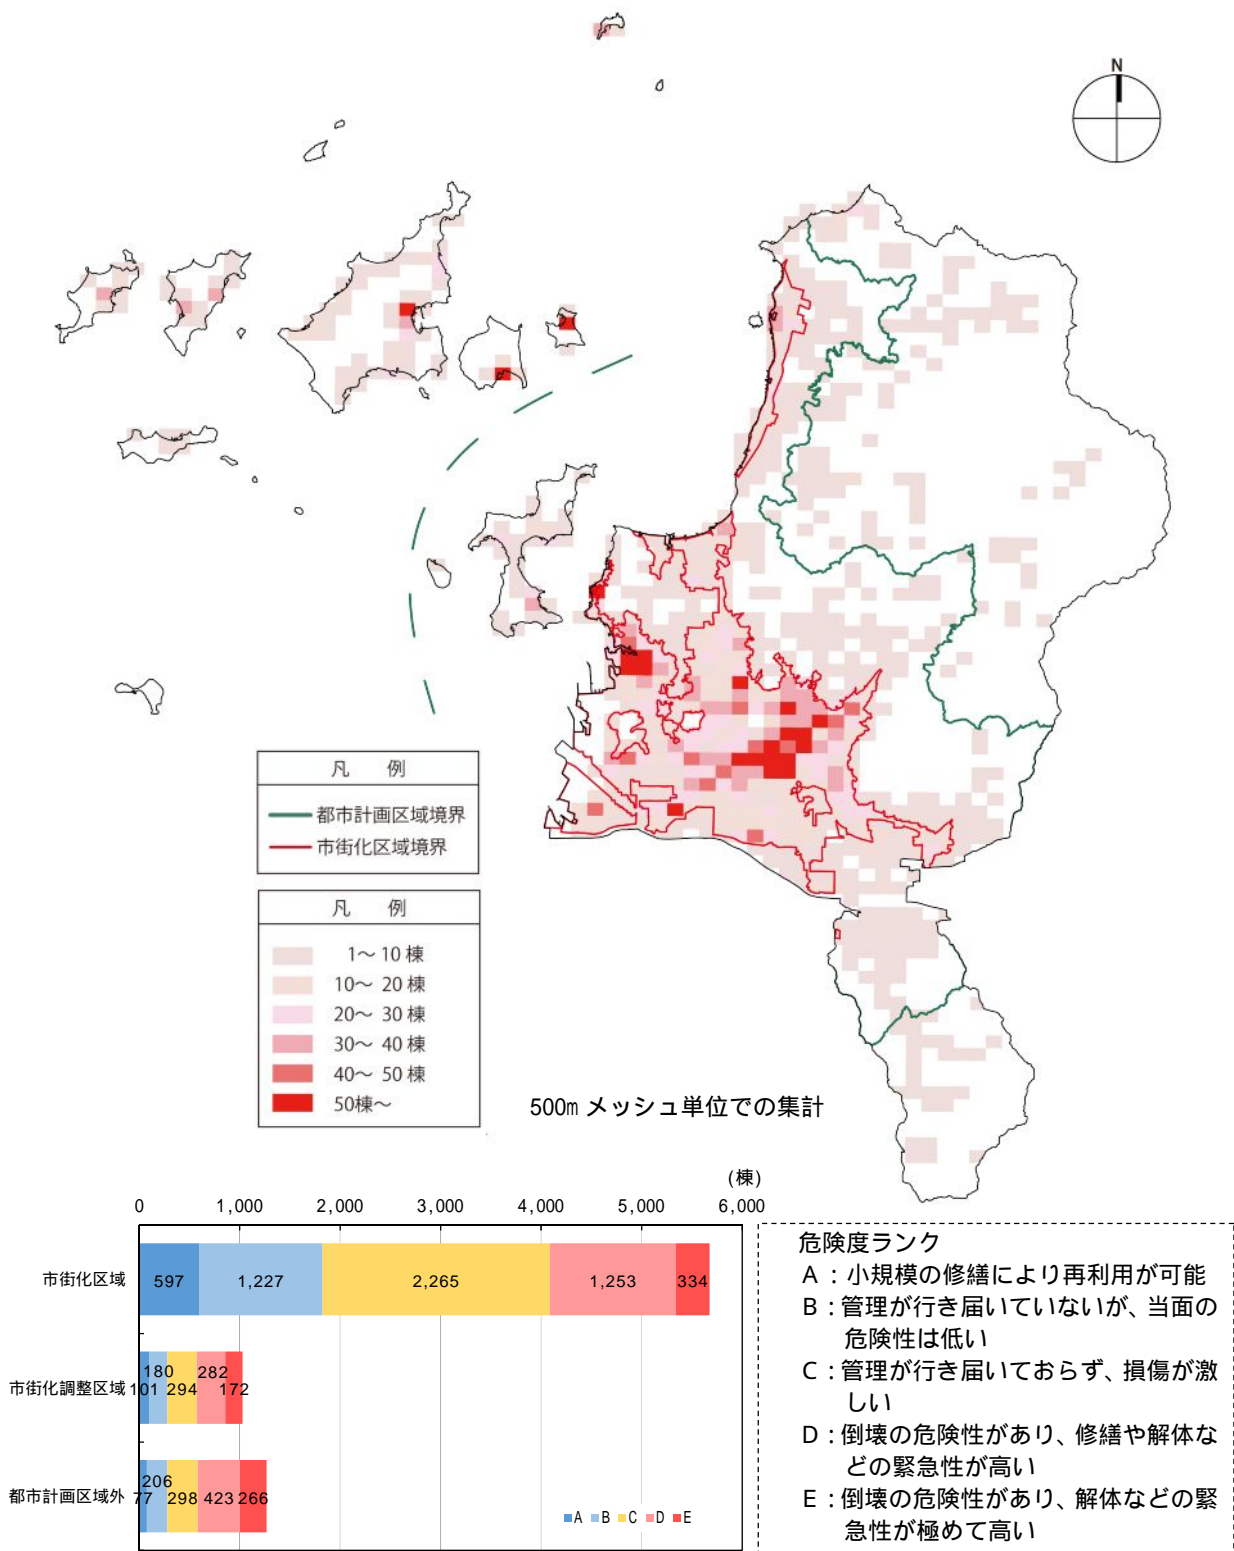 N
凡 例
都市計画区域境界
市街化区域境界
凡 例
1～ 10 棟
10～ 20 棟
20～ 30 棟
30～ 40 棟
40～ 50 棟
50棟～
500m メッシュ単位での集計
(棟)
0 1,000 2,000 3,000 4,000 5,000 6,000
市街化区域 597 1,227 2,265 1,253 334
市街化調整区域 101 180 294 282 172
都市計画区域外 77 206 298 423 266
A B C D E
危険度ランク
A：小規模の修繕により再利用が可能
B：管理が行き届いていないが、当面の
危険性は低い
C：管理が行き届いておらず、損傷が激
しい
D：倒壊の危険性があり、修繕や解体な
どの緊急性が高い
E：倒壊の危険性があり、解体などの緊
急性が極めて高い